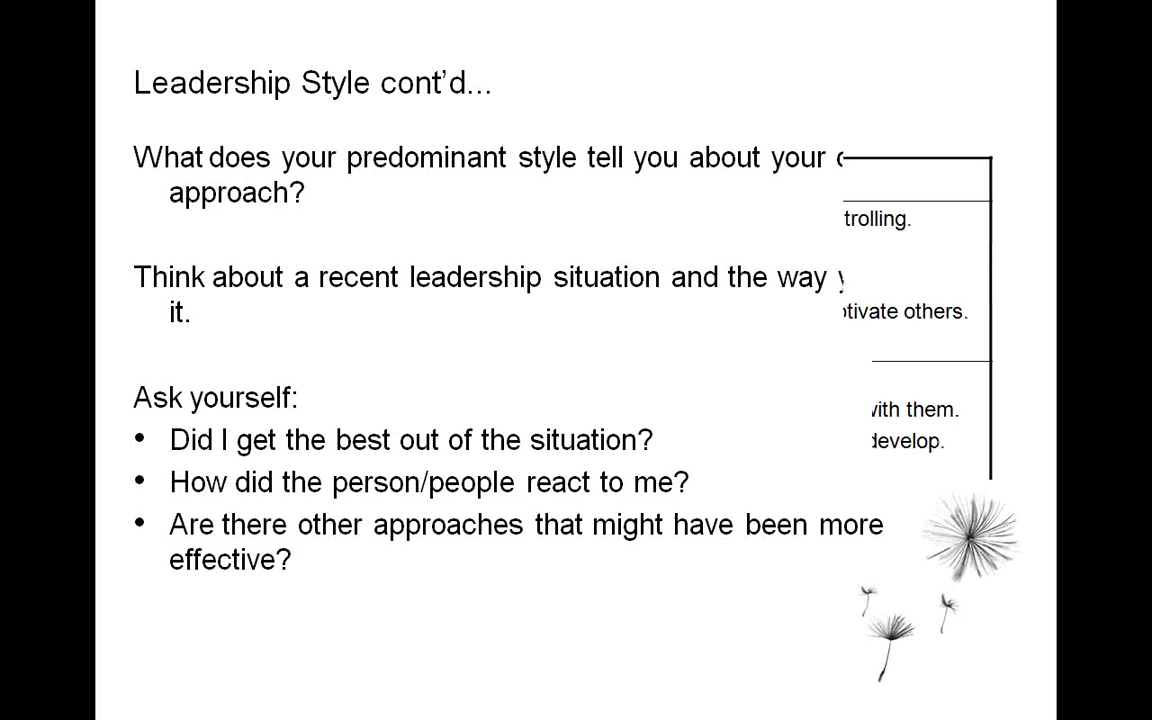 Leadership Style cont’d...
What does your predominant style tell you about your
approach?
trolling.
Think about a recent leadership situation and the way
it.
others.
Ask yourself:
with them.
• Did I get the best out of the situation?
develop.
• How did the person/people react to me?
• Are there other approaches that might have been more
effective?